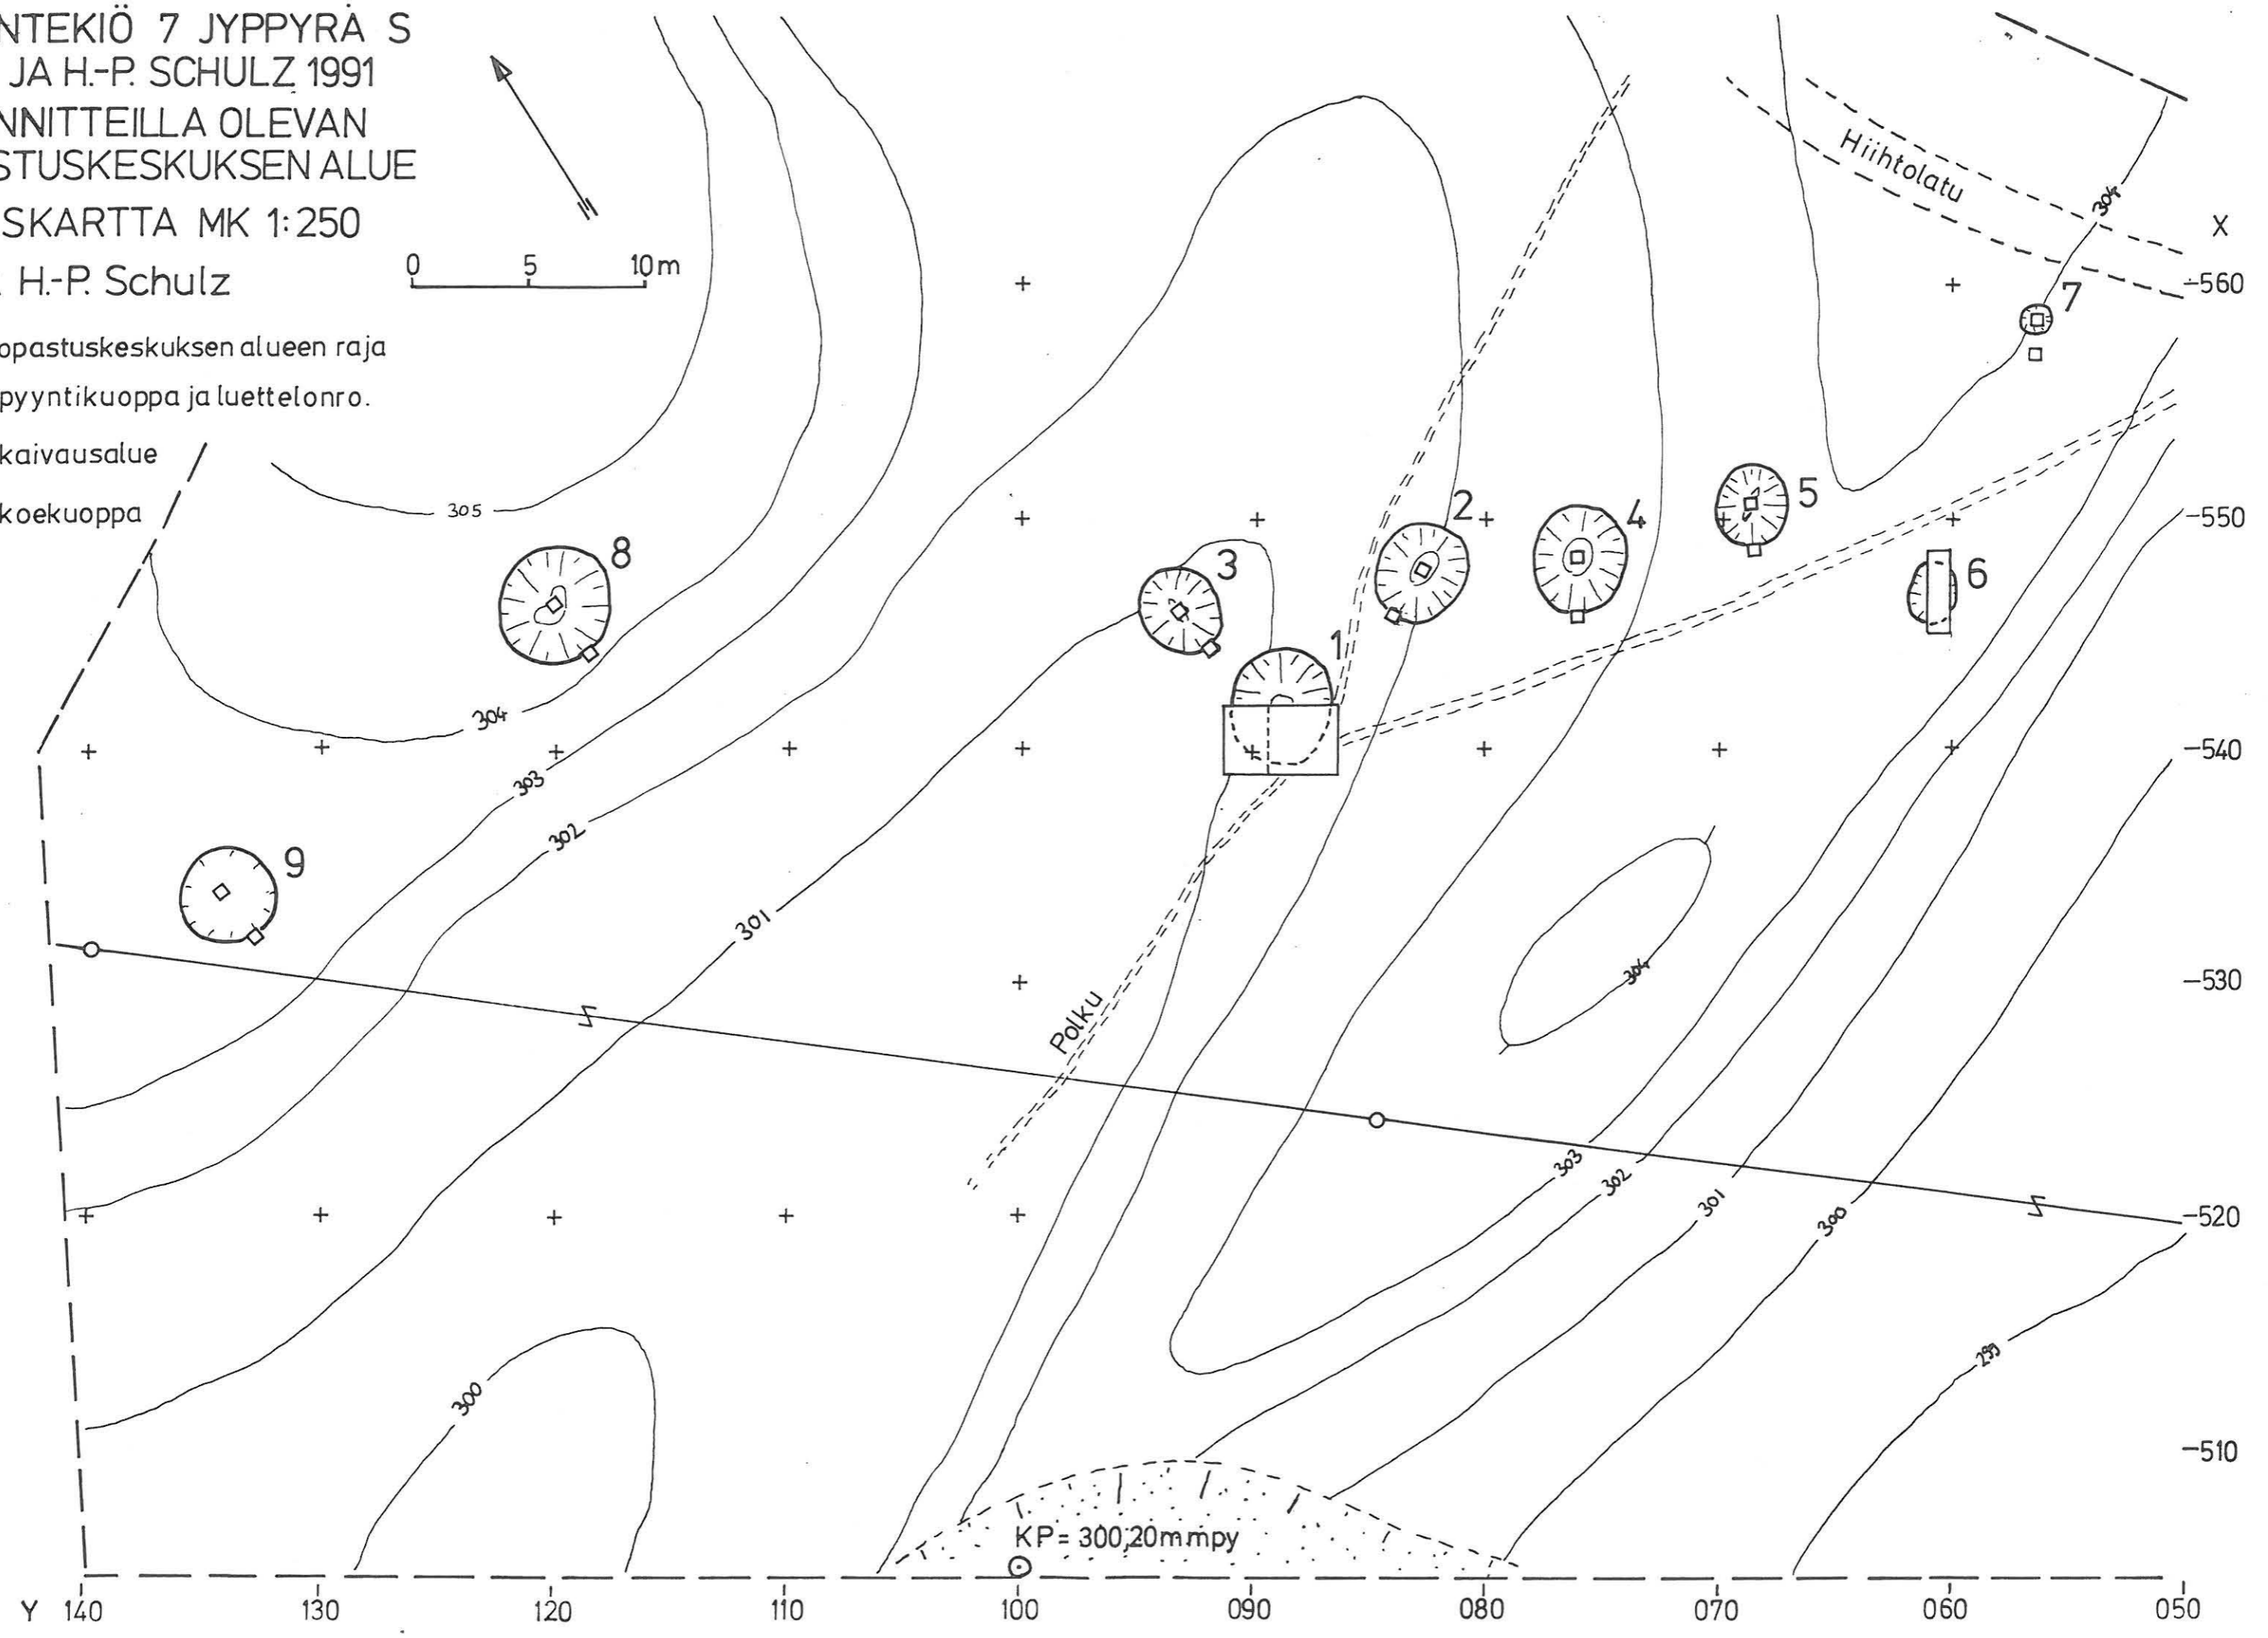 NTEKIÖ 7 JYPPYRÄ S
JA H.-P. SCHULZ 1991
NNITTEILLA OLEVAN
STUSKESKUKSEN ALUE
SKARTTA MK 1:250
: H.-P. Schulz
0 5 10m
opastuskeskuksen alueen raja
pyyntikuoppa ja luettelonro.
kaivausalue
koekuoppa
Hiihtolatu
304
X
560
7
305
8
3
2
4
5
550
6
1
304
540
303
302
9
301
304
530
Polku
303
302
301
300
520
299
300
510
KP = 300,20 m mpy
Y 140 130 120 110 100 090 080 070 060 050